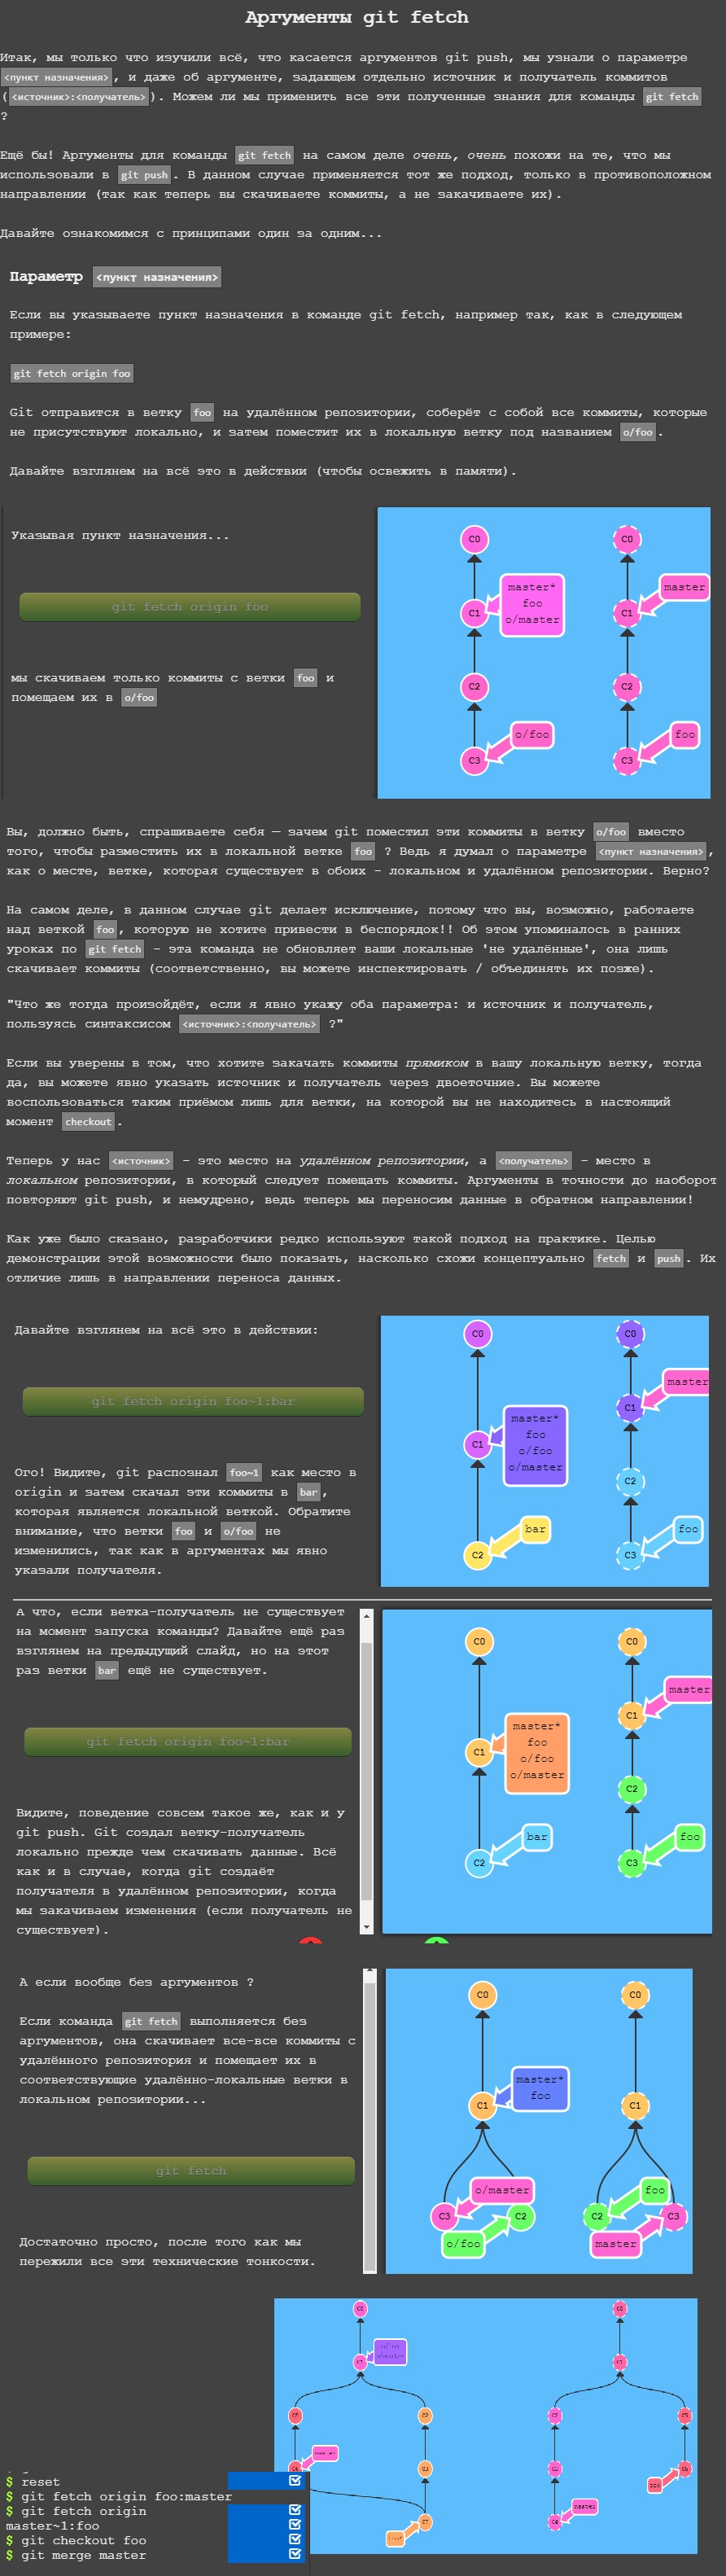 Аргументы git fetch
Итак, мы только что изучили всё, что касается аргументов git push, мы узнали о параметре
<пункт назначения>, и даже об аргументе, задающем отдельно источник и получатель коммитов
(<источник>:<получатель>). Можем ли мы применить все эти полученные знания для команды git fetch
?
Ещё бы! Аргументы для команды git fetch на самом деле очень, очень похожи на те, что мы
использовали в git push. В данном случае применяется тот же подход, только в противоположном
направлении (так как теперь вы скачиваете коммиты, а не закачиваете их).
Давайте ознакомимся с принципами один за одним...
Параметр <пункт назначения>
Если вы указываете пункт назначения в команде git fetch, например так, как в следующем
примере:
git fetch origin foo
Git отправится в ветку foo на удалённом репозитории, соберёт с собой все коммиты, которые
не присутствуют локально, и затем поместит их в локальную ветку под названием o/foo.
Давайте взглянем на всё это в действии (чтобы освежить в памяти).
Указывая пункт назначения...
git fetch origin foo
мы скачиваем только коммиты с ветки foo и
помещаем их в o/foo
C0
C1
master*
foo
o/master
C2
C3
o/foo
C0
master
C1
C2
foo
C3
Вы, должно быть, спрашиваете себя — зачем git поместил эти коммиты в ветку o/foo вместо
того, чтобы разместить их в локальной ветке foo ? Ведь я думал о параметре <пункт назначения>,
как о месте, ветке, которая существует в обоих - локальном и удалённом репозитории. Верно?
На самом деле, в данном случае git делает исключение, потому что вы, возможно, работаете
над веткой foo, которую не хотите привести в беспорядок!! Об этом упоминалось в ранних
уроках по git fetch - эта команда не обновляет ваши локальные 'не удалённые', она лишь
скачивает коммиты (соответственно, вы можете инспектировать / объединять их позже).
"Что же тогда произойдёт, если я явно укажу оба параметра: и источник и получатель,
пользуясь синтаксисом <источник>:<получатель> ?"
Если вы уверены в том, что хотите закачать коммиты прямиком в вашу локальную ветку, тогда
да, вы можете явно указать источник и получатель через двоеточие. Вы можете
воспользоваться таким приёмом лишь для ветки, на которой вы не находитесь в настоящий
момент checkout.
Теперь у нас <источник> - это место на удалённом репозитории, а <получатель> - место в
локальном репозитории, в который следует помещать коммиты. Аргументы в точности до наоборот
повторяют git push, и немудрено, ведь теперь мы переносим данные в обратном направлении!
Как уже было сказано, разработчики редко используют такой подход на практике. Целью
демонстрации этой возможности было показать, насколько схожи концептуально fetch и push. Их
отличие лишь в направлении переноса данных.
Давайте взглянем на всё это в действии:
git fetch origin foo~1:bar
Ого! Видите, git распознал foo~1 как место в
origin и затем скачал эти коммиты в bar,
которая является локальной веткой. Обратите
внимание, что ветки foo и o/foo не
изменились, так как в аргументах мы явно
указали получателя.
C0
C1
master*
foo
o/foo
o/master
C2
bar
C0
master
C1
C2
foo
C3
А что, если ветка-получатель не существует
на момент запуска команды? Давайте ещё раз
взглянем на предыдущий слайд, но на этот
раз ветки bar ещё не существует.
git fetch origin foo~1:bar
Видите, поведение совсем такое же, как и у
git push. Git создал ветку-получатель
локально прежде чем скачивать данные. Всё
как и в случае, когда git создаёт
получателя в удалённом репозитории, когда
мы закачиваем изменения (если получатель не
существует).
C0
C1
master*
foo
o/foo
o/master
C2
bar
C0
master
C1
C2
foo
C3
А если вообще без аргументов ?
Если команда git fetch выполняется без
аргументов, она скачивает все-все коммиты с
удалённого репозитория и помещает их в
соответствующие удалённо-локальные ветки в
локальном репозитории...
git fetch
Достаточно просто, после того как мы
пережили все эти технические тонкости.
C0
C1
master*
foo
o/master
C3
C2
o/foo
C0
C1
foo
C2
C3
master
$ reset
$ git fetch origin foo:master
$ git fetch origin
master~1:foo
$ git checkout foo
$ git merge master